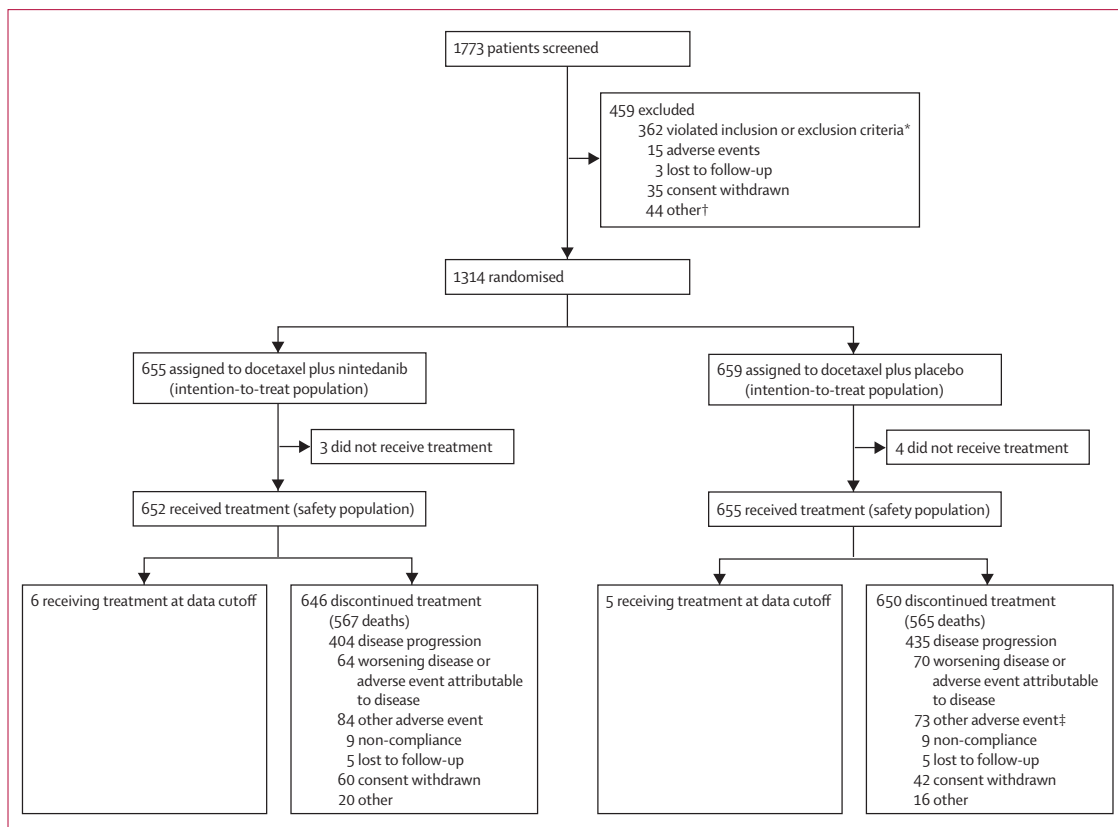 1773 patients screened
459 excluded
362 violated inclusion or exclusion criteria*
15 adverse events
3 lost to follow-up
35 consent withdrawn
44 other†
1314 randomised
655 assigned to docetaxel plus nintedanib
(intention-to-treat population)
659 assigned to docetaxel plus placebo
(intention-to-treat population)
3 did not receive treatment
4 did not receive treatment
652 received treatment (safety population)
655 received treatment (safety population)
6 receiving treatment at data cutoff
646 discontinued treatment
(567 deaths)
404 disease progression
64 worsening disease or
adverse event attributable
to disease
84 other adverse event
9 non-compliance
5 lost to follow-up
60 consent withdrawn
20 other
5 receiving treatment at data cutoff
650 discontinued treatment
(565 deaths)
435 disease progression
70 worsening disease or
adverse event attributable
to disease
73 other adverse event‡
9 non-compliance
5 lost to follow-up
42 consent withdrawn
16 other